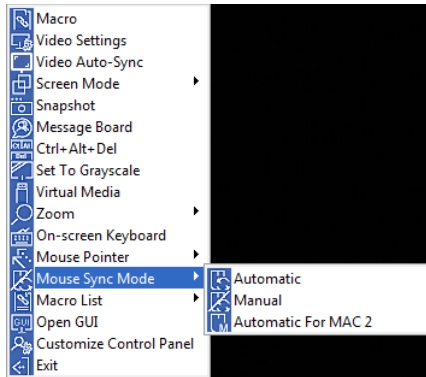 Macro
Video Settings
Video Auto-Sync
Screen Mode
Snapshot
Message Board
Ctrl+Alt+Del
Set To Grayscale
Virtual Media
Zoom
On-screen Keyboard
Mouse Pointer
Mouse Sync Mode
Automatic
Manual
Automatic For MAC 2
Macro List
Open GUI
Customize Control Panel
Exit